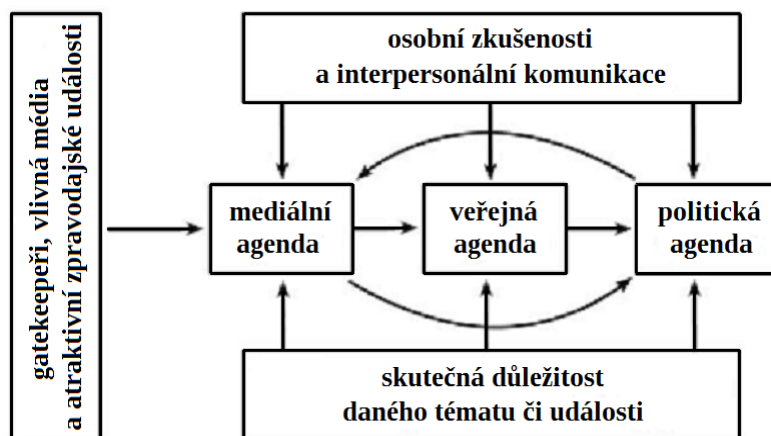 gatekeepeři, vlivná média
a atraktivní zpravodajské události
osobní zkušenosti
a interpersonální komunikace
mediální
agenda
veřejná
agenda
politická
agenda
skutečná důležitost
daného tématu či události